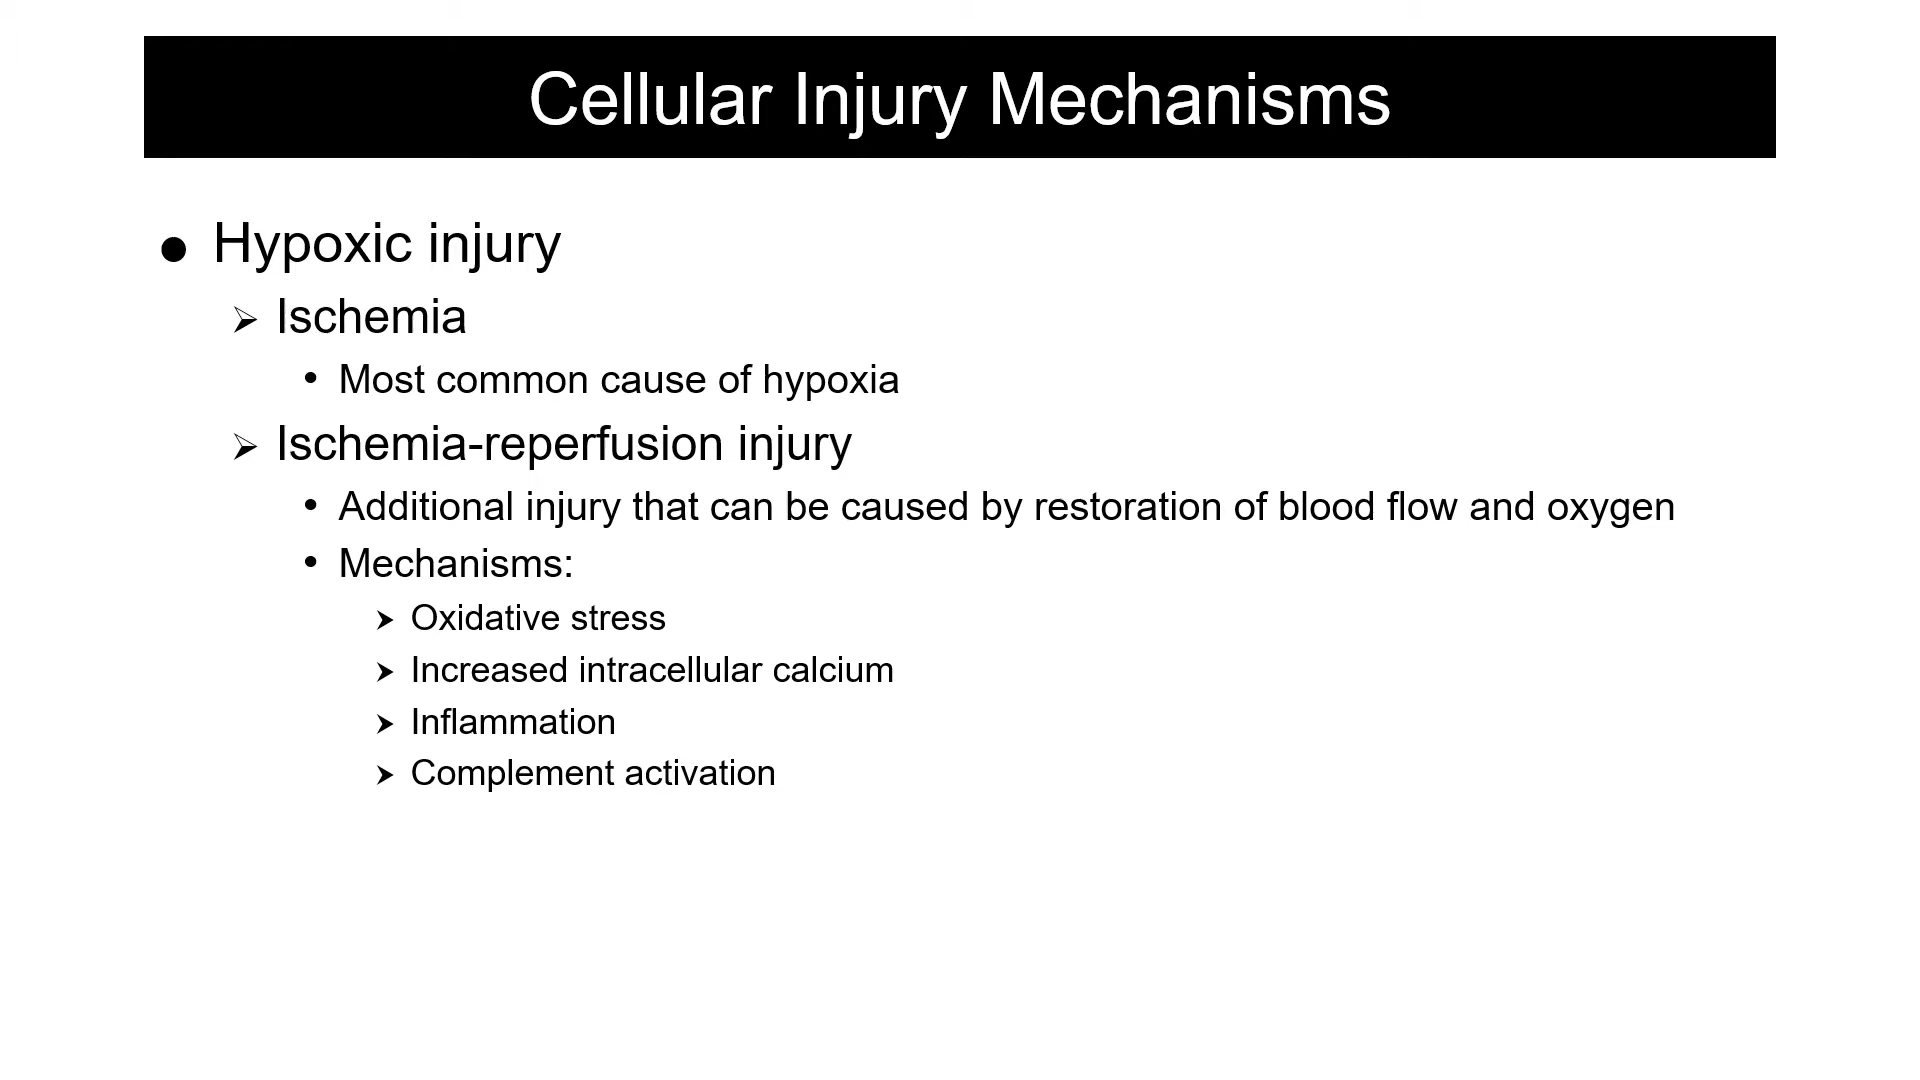 Cellular Injury Mechanisms
Hypoxic injury
Ischemia
Most common cause of hypoxia
Ischemia-reperfusion injury
Additional injury that can be caused by restoration of blood flow and oxygen
Mechanisms:
Oxidative stress
Increased intracellular calcium
Inflammation
Complement activation